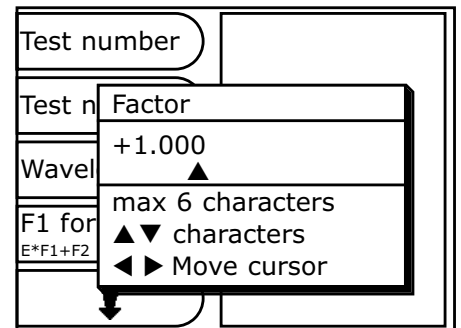 Test number
Test n
Wavel
F1 for
E*F1+F2
Factor
+1.000
▲
max 6 characters
▲▼ characters
◀ ▶ Move cursor